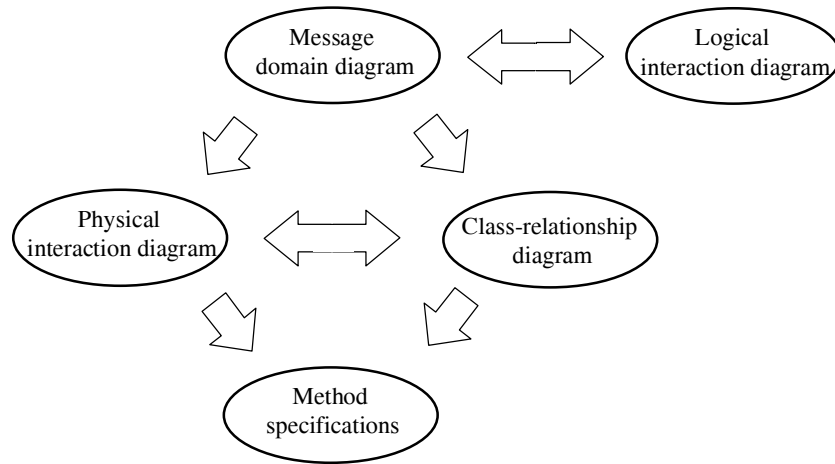 Message
domain diagram
Logical
interaction diagram
Physical
interaction diagram
Class-relationship
diagram
Method
specifications